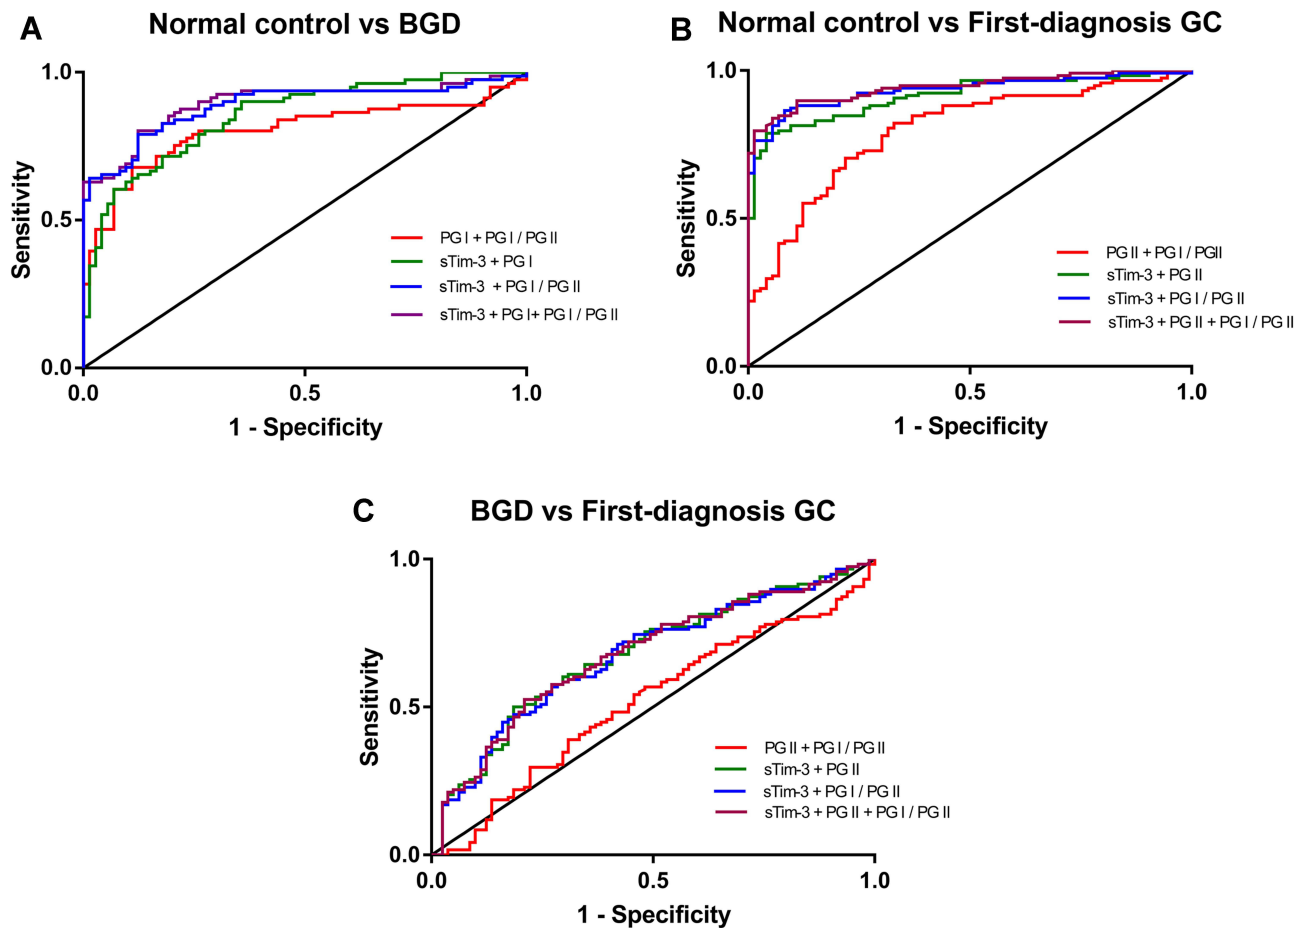 A
Normal control vs BGD
1.0
0.5
0.0
Sensitivity
PG I + PG I / PG II
sTim-3 + PG I
sTim-3 + PG I / PG II
sTim-3 + PG I+ PG I / PG II
0.0
0.5
1.0
1 - Specificity
B
Normal control vs First-diagnosis GC
1.0
0.5
0.0
Sensitivity
PG II + PG I / PGII
sTim-3 + PG II
sTim-3 + PG I / PG II
sTim-3 + PG II + PG I / PG II
0.0
0.5
1.0
1 - Specificity
C
BGD vs First-diagnosis GC
1.0
0.5
0.0
Sensitivity
PG II + PG I / PG II
sTim-3 + PG II
sTim-3 + PG I / PG II
sTim-3 + PG II + PG I / PG II
0.0
0.5
1.0
1 - Specificity